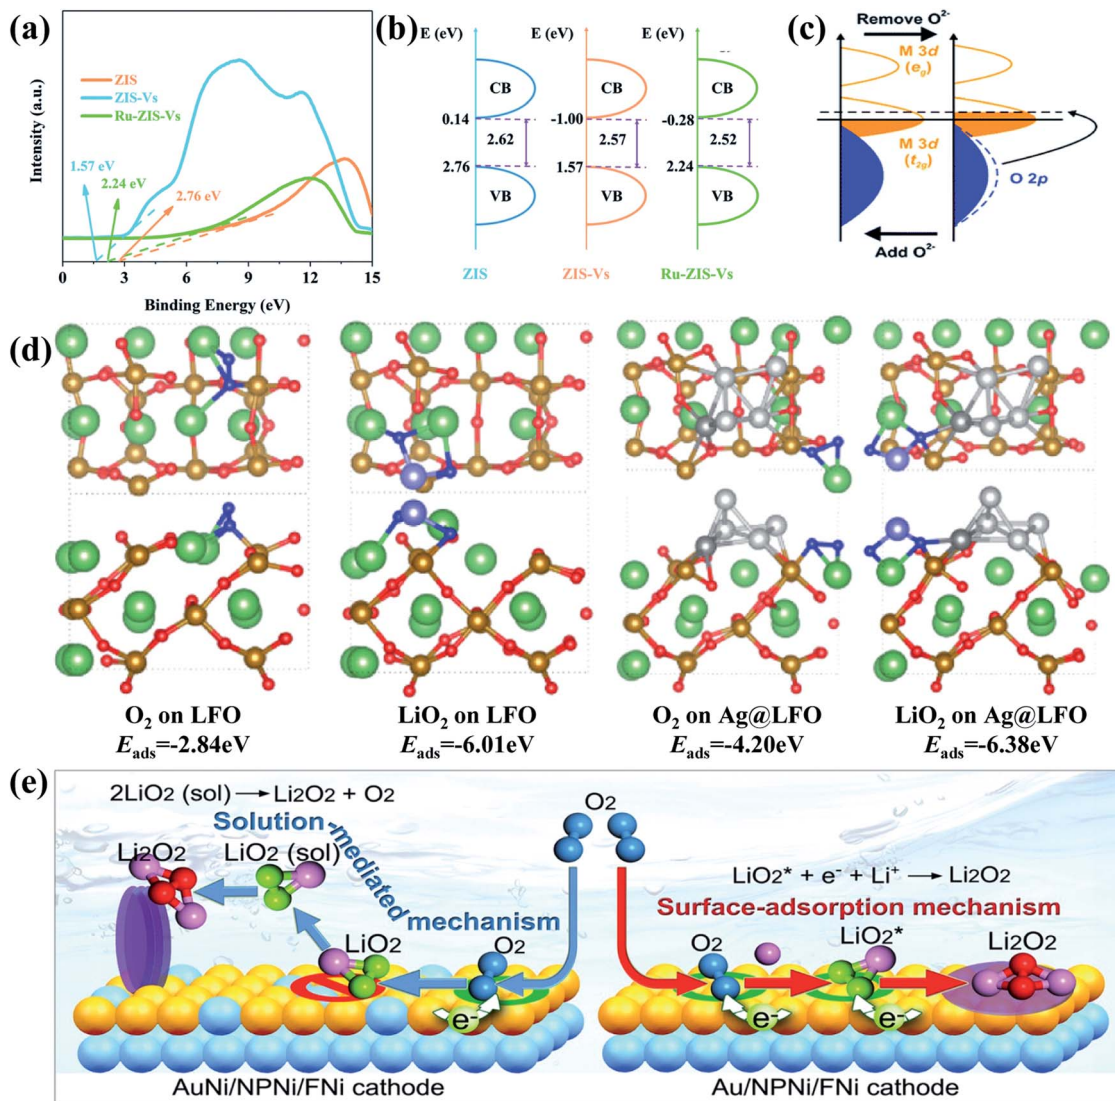 (a)
Intensity (a.u.)
ZIS
ZIS-Vs
Ru-ZIS-Vs
1.57 eV
2.24 eV
2.76 eV
0 3 6 9 12 15
Binding Energy (eV)
(b)
E (eV) E (eV) E (eV)
CB CB CB
0.14 -1.00 -0.28
2.62 2.57 2.52
2.76 1.57 2.24
VB VB VB
ZIS ZIS-Vs Ru-ZIS-Vs
(c)
Remove O²⁻
M 3d
(e_g)
M 3d
(t₂g)
O 2p
Add O²⁻
(d)
O₂ on LFO LiO₂ on LFO O₂ on Ag@LFO LiO₂ on Ag@LFO
E_ads=-2.84eV E_ads=-6.01eV E_ads=-4.20eV E_ads=-6.38eV
(e)
2LiO₂ (sol) → Li₂O₂ + O₂
Solution-mediated mechanism
Li₂O₂ LiO₂ (sol)
LiO₂ O₂
e⁻
AuNi/NPNi/FNi cathode
O₂
LiO₂* + e⁻ + Li⁺ → Li₂O₂
Surface-adsorption mechanism
O₂ LiO₂* Li₂O₂
e⁻ e⁻
Au/NPNi/FNi cathode